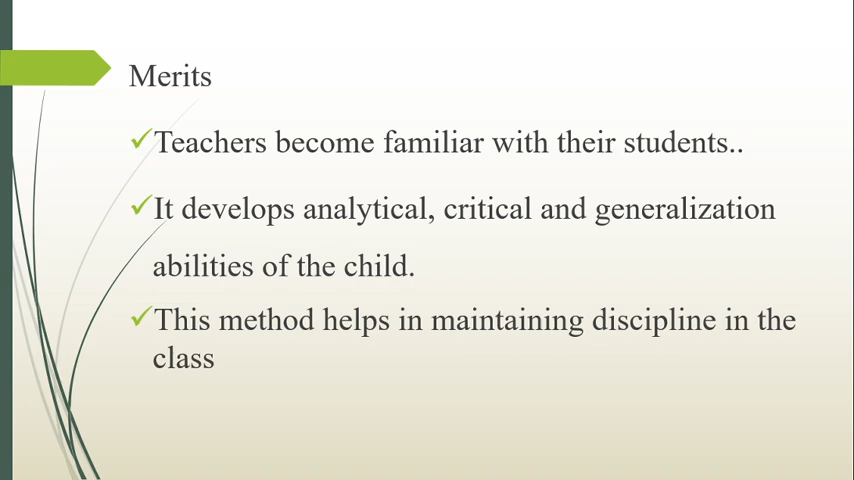 Merits
✓Teachers become familiar with their students..
✓It develops analytical, critical and generalization
abilities of the child.
✓This method helps in maintaining discipline in the
class